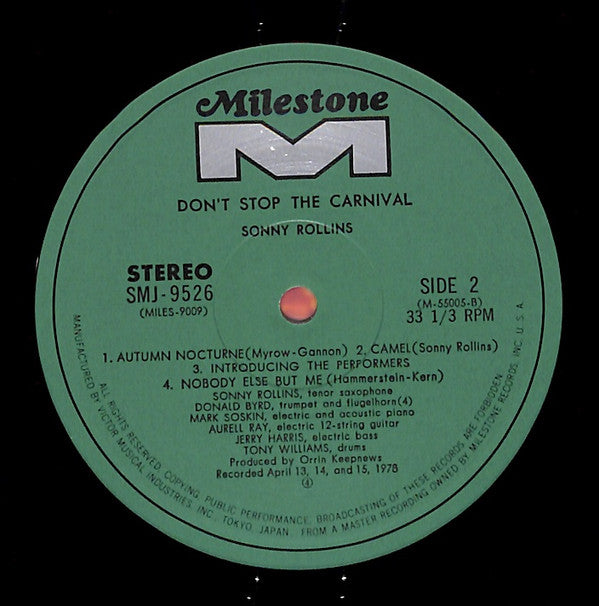 Milestone
DON'T STOP THE CARNIVAL
SONNY ROLLINS
STEREO
SMJ-9526
(MILES-9009)
SIDE 2
(M-55005-B)
33 1/3 RPM
1. AUTUMN NOCTURNE(Myrow-Gannon) 2. CAMEL(Sonny Rollins)
3. INTRODUCING THE PERFORMERS
4. NOBODY ELSE BUT ME (Hammerstein-Kern)
SONNY ROLLINS, tenor saxophone
DONALD BYRD, trumpet and flugelhorn(4)
MARK SOSKIN, electric and acoustic piano
AURELL RAY, electric 12-string guitar
JERRY HARRIS, electric bass
TONY WILLIAMS, drums
Produced by Orrin Keepnews
Recorded April 13, 14, and 15, 1978
④
ALL RIGHTS RESERVED. COPYING, PUBLIC PERFORMANCE, BROADCASTING OF THESE RECORDS ARE FORBIDDEN.
MANUFACTURED BY VICTOR MUSICAL INDUSTRIES, INC., TOKYO, JAPAN. FROM A MASTER RECORDING OWNED BY MILESTONE RECORDS, INC. U.S.A.